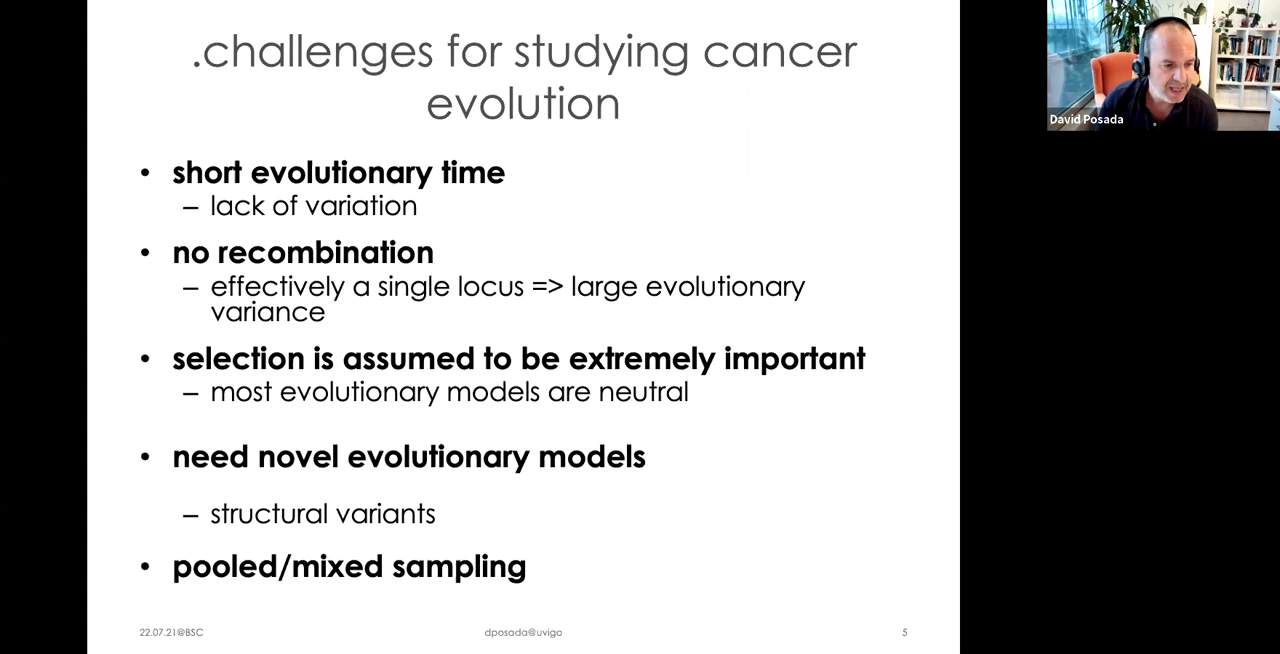 .challenges for studying cancer
evolution
• short evolutionary time
– lack of variation
• no recombination
– effectively a single locus => large evolutionary
variance
• selection is assumed to be extremely important
– most evolutionary models are neutral
• need novel evolutionary models
– structural variants
• pooled/mixed sampling
22.07.21@BSC
dposada@uvigo
5
David Posada